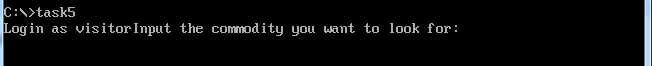 C:\>task5
Login as visitorInput the commodity you want to look for: